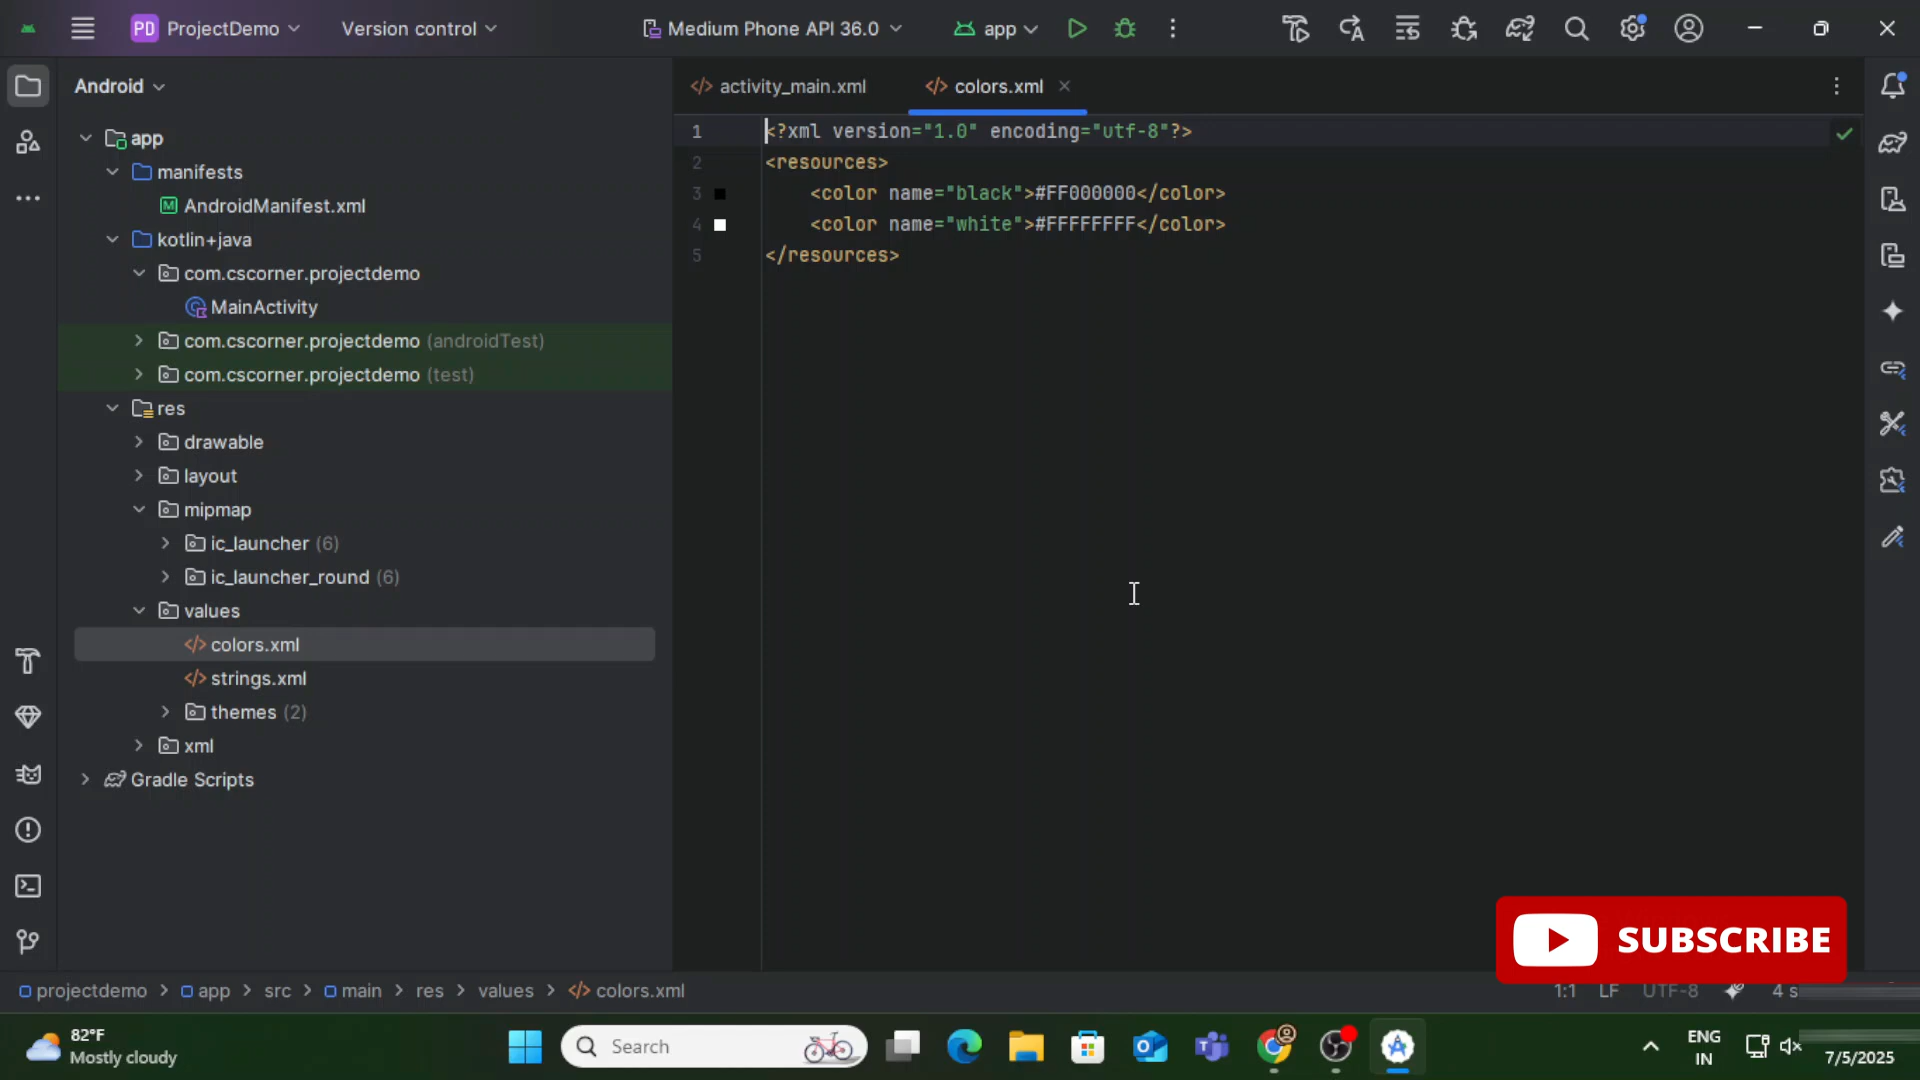 PD ProjectDemo Version control Medium Phone API 36.0 app
Android
app
manifests
AndroidManifest.xml
kotlin+java
com.cscorner.projectdemo
MainActivity
com.cscorner.projectdemo (androidTest)
com.cscorner.projectdemo (test)
res
drawable
layout
mipmap
ic_launcher (6)
ic_launcher_round (6)
values
colors.xml
strings.xml
themes (2)
xml
Gradle Scripts
activity_main.xml colors.xml
1 <?xml version="1.0" encoding="utf-8"?>
2 <resources>
3 <color name="black">#FF000000</color>
4 <color name="white">#FFFFFFFF</color>
5 </resources>
SUBSCRIBE
projectdemo > app > src > main > res > values > colors.xml 1:1 LF UTF-8 4 s
82°F
Mostly cloudy
Search
ENG
IN
7/5/2025